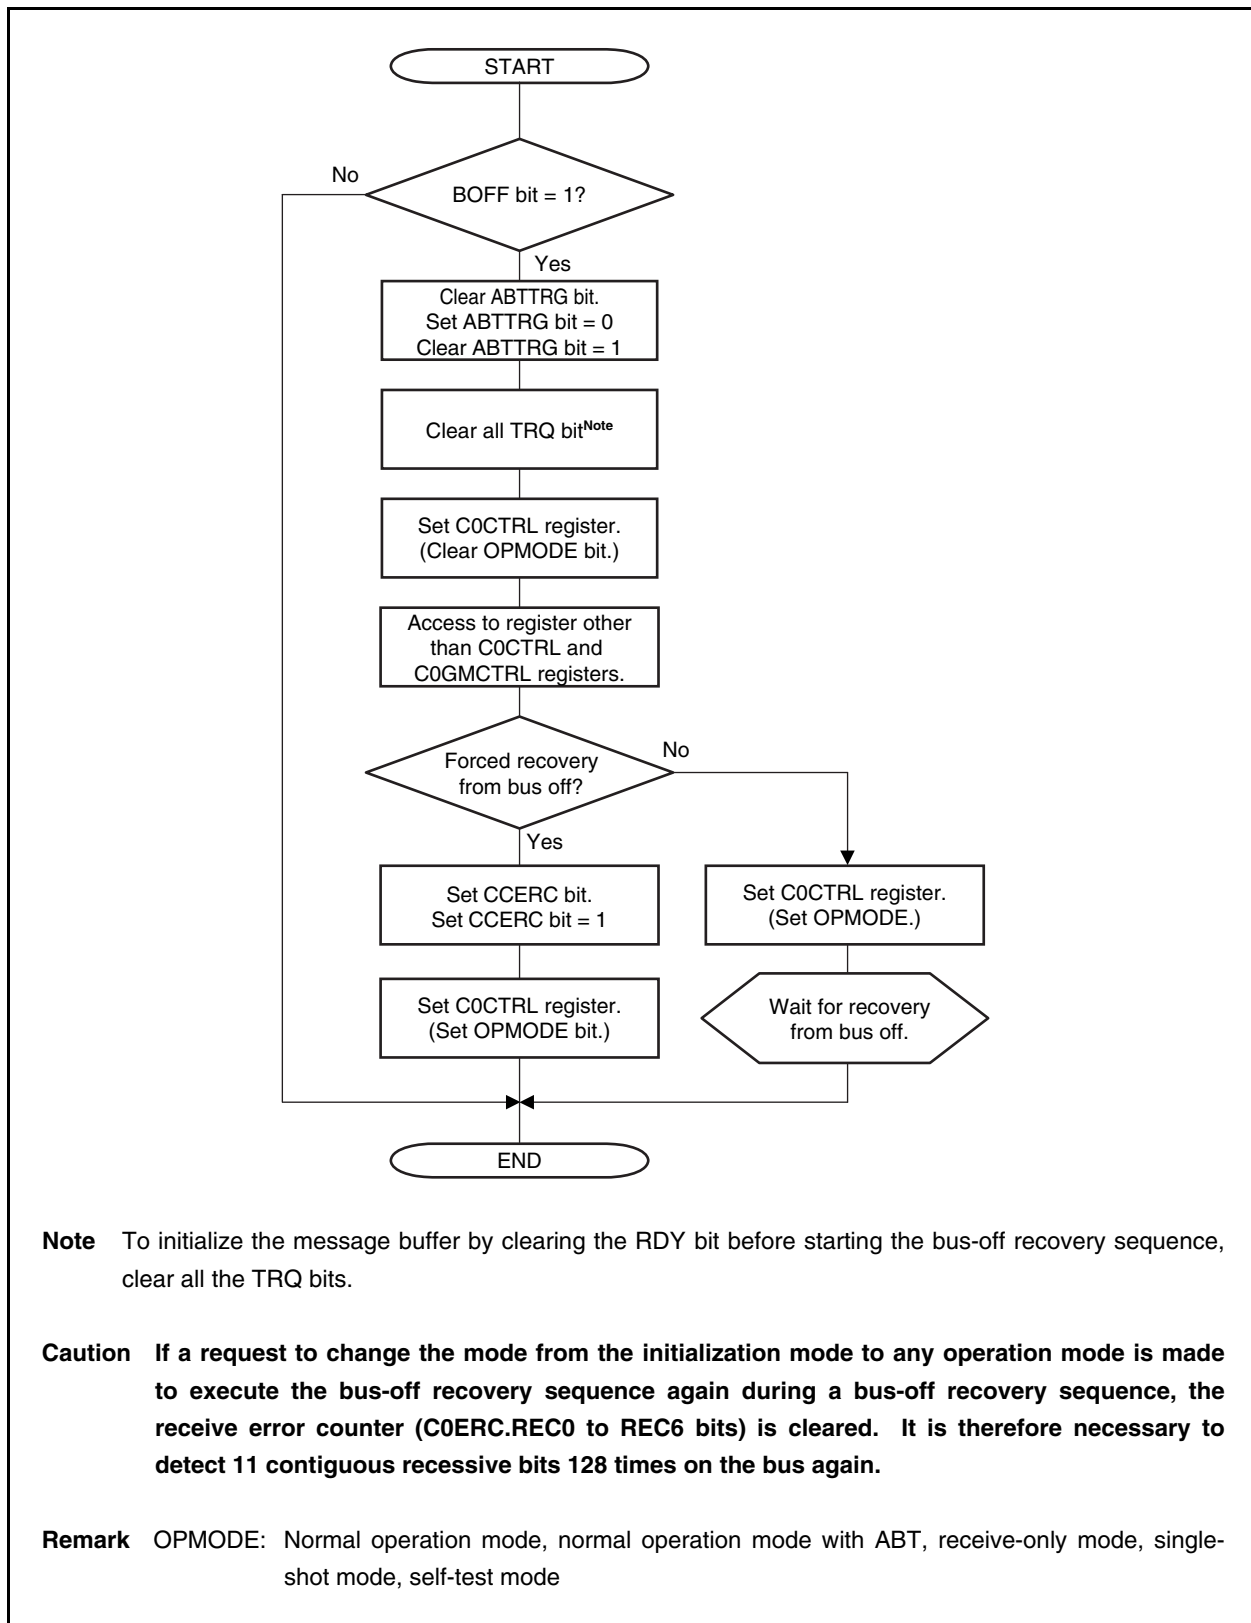 START
No
BOFF bit = 1?
Yes
Clear ABTTRG bit.
Set ABTTRG bit = 0
Clear ABTTRG bit = 1
Clear all TRQ bitNote
Set C0CTRL register.
(Clear OPMODE bit.)
Access to register other
than C0CTRL and
C0GMCTRL registers.
Forced recovery
from bus off?
No
Yes
Set CCERC bit.
Set CCERC bit = 1
Set C0CTRL register.
(Set OPMODE.)
Set C0CTRL register.
(Set OPMODE bit.)
Wait for recovery
from bus off.
END
Note To initialize the message buffer by clearing the RDY bit before starting the bus-off recovery sequence,
clear all the TRQ bits.
Caution If a request to change the mode from the initialization mode to any operation mode is made
to execute the bus-off recovery sequence again during a bus-off recovery sequence, the
receive error counter (C0ERC.REC0 to REC6 bits) is cleared. It is therefore necessary to
detect 11 contiguous recessive bits 128 times on the bus again.
Remark OPMODE: Normal operation mode, normal operation mode with ABT, receive-only mode, single-
shot mode, self-test mode